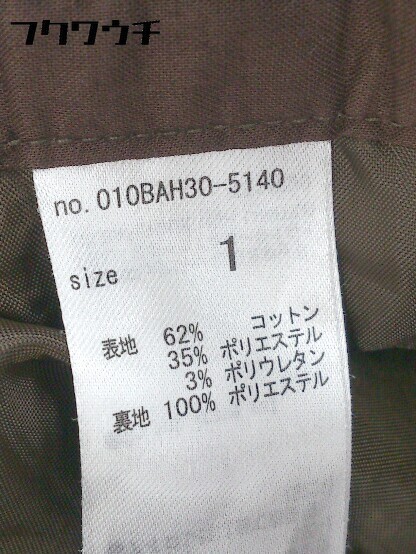 フクワウチ
no. 010BAH30-5140
size 1
表地 62% コットン
35% ポリエステル
3% ポリウレタン
裏地 100% ポリエステル